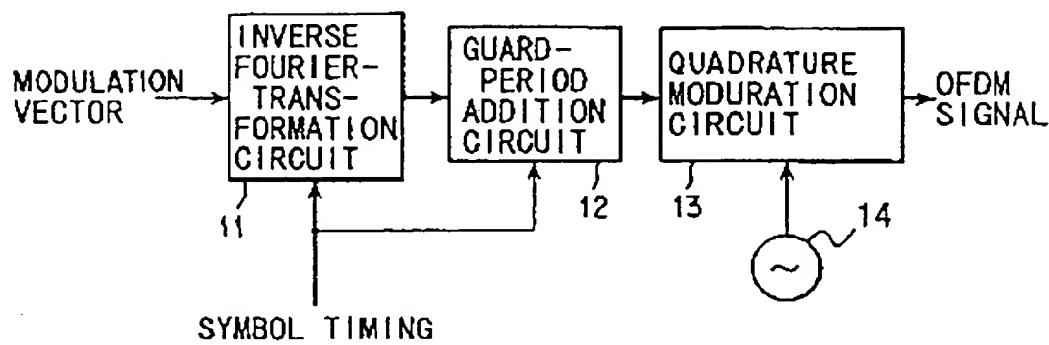 MODULATION
VECTOR
INVERSE
FOURIER-
TRANS-
FORMATION
CIRCUIT
GUARD-
PERIOD
ADDITION
CIRCUIT
QUADRATURE
MODURATION
CIRCUIT
OFDM
SIGNAL
11
12
13
14
SYMBOL TIMING